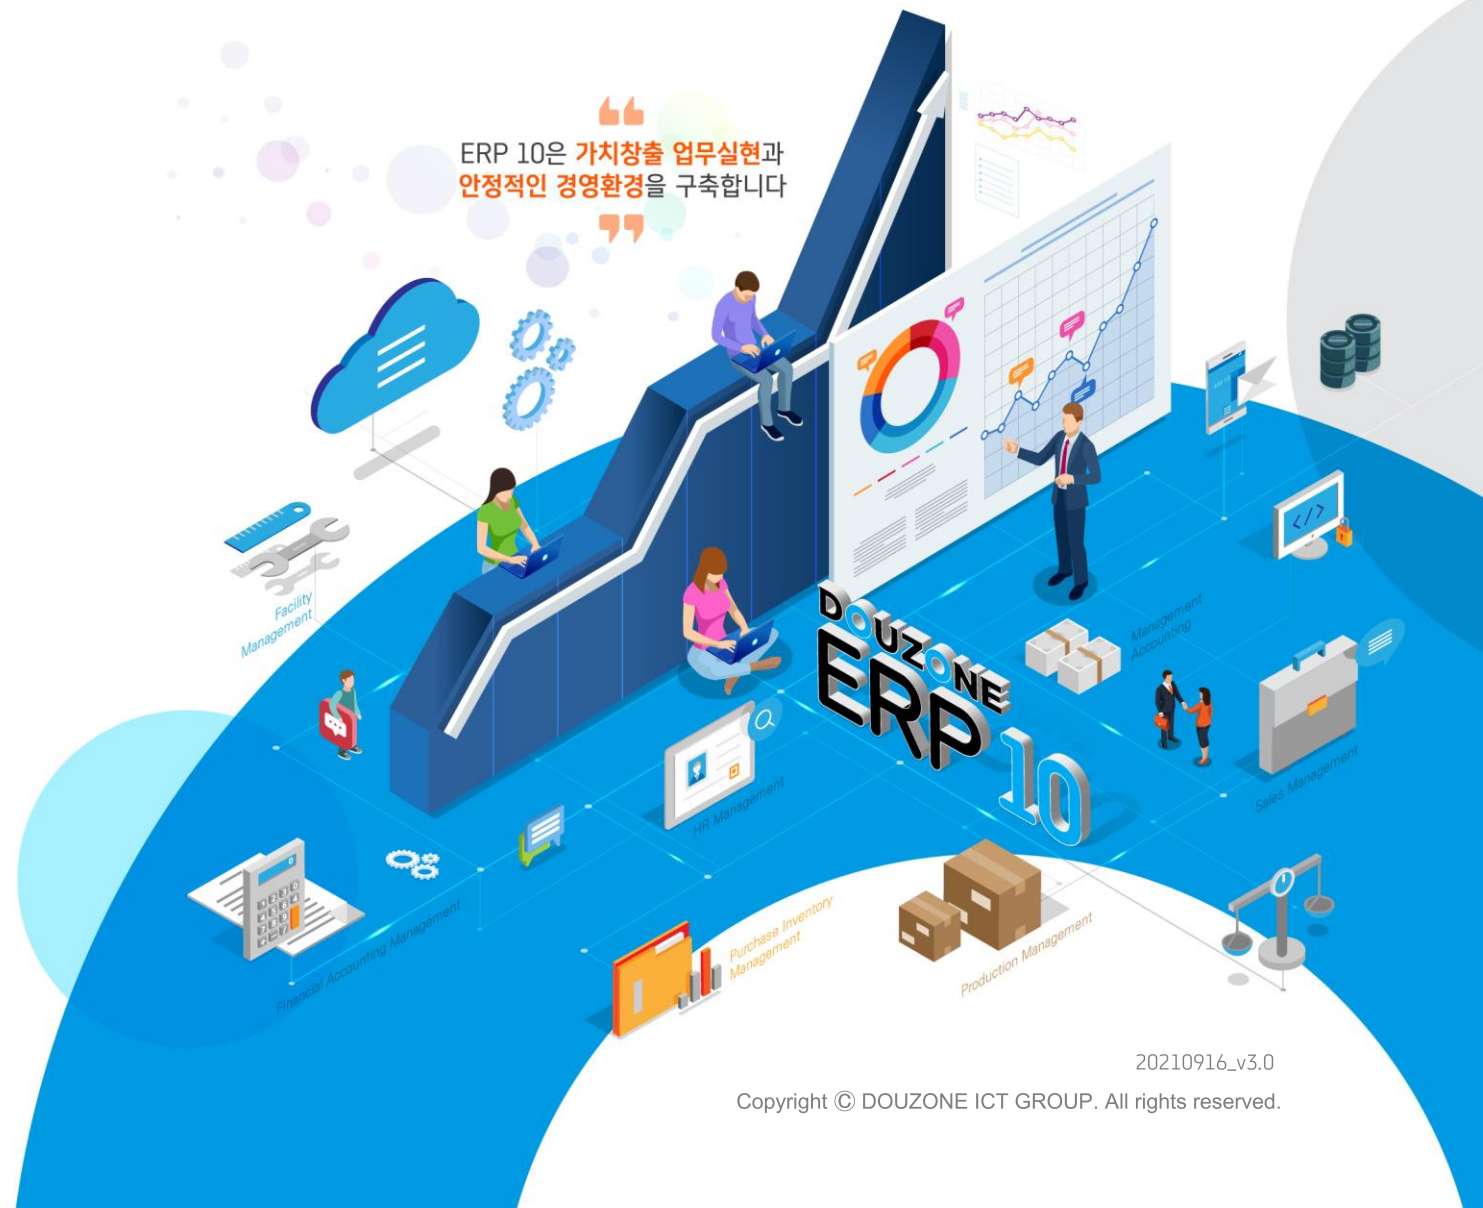 ERP 10은 가치창출 업무실현과
안정적인 경영환경을 구축합니다
AM 10
</>
Facility
Management
DOUZONE
ERP
10
Management
Accounting
Sales Management
HR Management
Financial Accounting Management
Purchase Inventory
Management
Production Management
20210916_v3.0
Copyright Ⓒ DOUZONE ICT GROUP. All rights reserved.